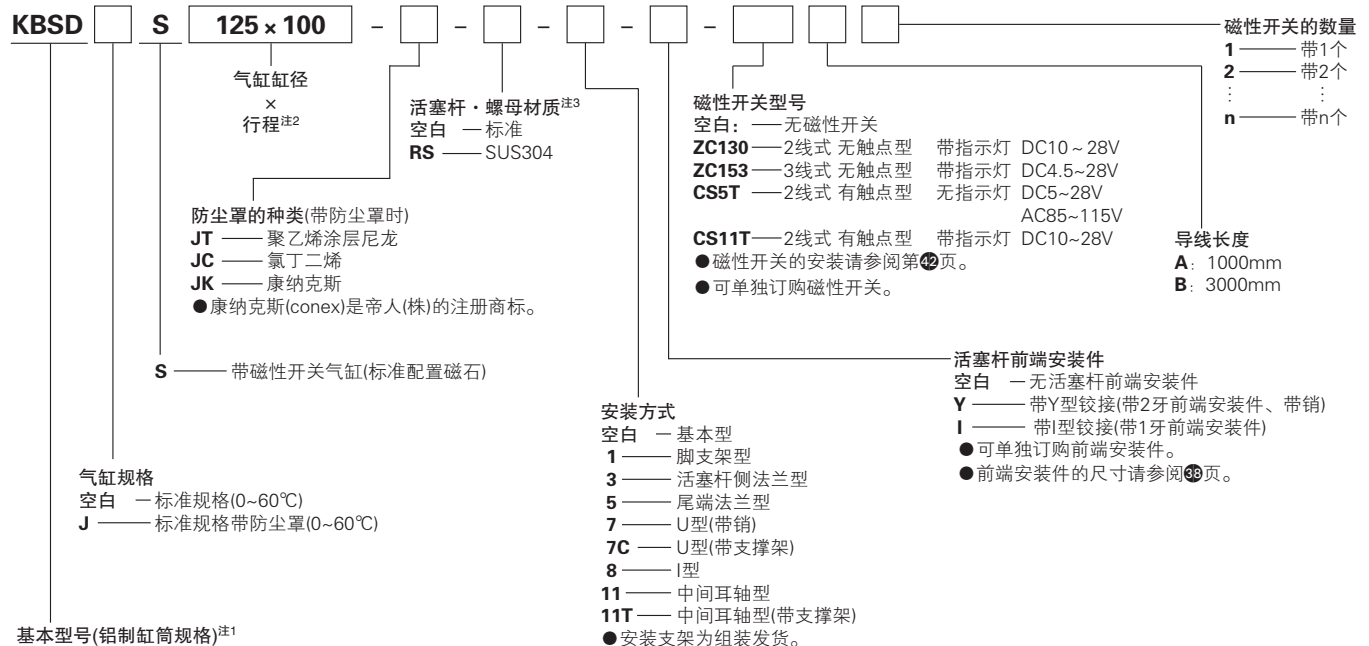 KBSD S 125 × 100 – – – – –
磁性开关的数量
1 —— 带1个
2 —— 带2个
⋮ ⋮
n —— 带n个
气缸缸径
×
行程注2
活塞杆・螺母材质注3
空白 — 标准
RS —— SUS304
磁性开关型号
空白：——无磁性开关
ZC130——2线式 无触点型 带指示灯 DC10～28V
ZC153——3线式 无触点型 带指示灯 DC4.5~28V
CS5T ——2线式 有触点型 无指示灯 DC5~28V
AC85~115V
CS11T——2线式 有触点型 带指示灯 DC10~28V
●磁性开关的安装请参阅第42页。
●可单独订购磁性开关。
导线长度
A：1000mm
B：3000mm
防尘罩的种类(带防尘罩时)
JT —— 聚乙烯涂层尼龙
JC —— 氯丁二烯
JK —— 康纳克斯
●康纳克斯(conex)是帝人(株)的注册商标。
S —— 带磁性开关气缸(标准配置磁石)
活塞杆前端安装件
空白 — 无活塞杆前端安装件
Y —— 带Y型铰接(带2牙前端安装件、带销)
I —— 带I型铰接(带1牙前端安装件)
●可单独订购前端安装件。
●前端安装件的尺寸请参阅38页。
安装方式
空白 — 基本型
1 —— 脚支架型
3 —— 活塞杆侧法兰型
5 —— 尾端法兰型
7 —— U型(带销)
7C —— U型(带支撑架)
8 —— I型
11 —— 中间耳轴型
11T —— 中间耳轴型(带支撑架)
●安装支架为组装发货。
气缸规格
空白 — 标准规格(0~60℃)
J —— 标准规格带防尘罩(0~60℃)
基本型号(铝制缸筒规格)注1